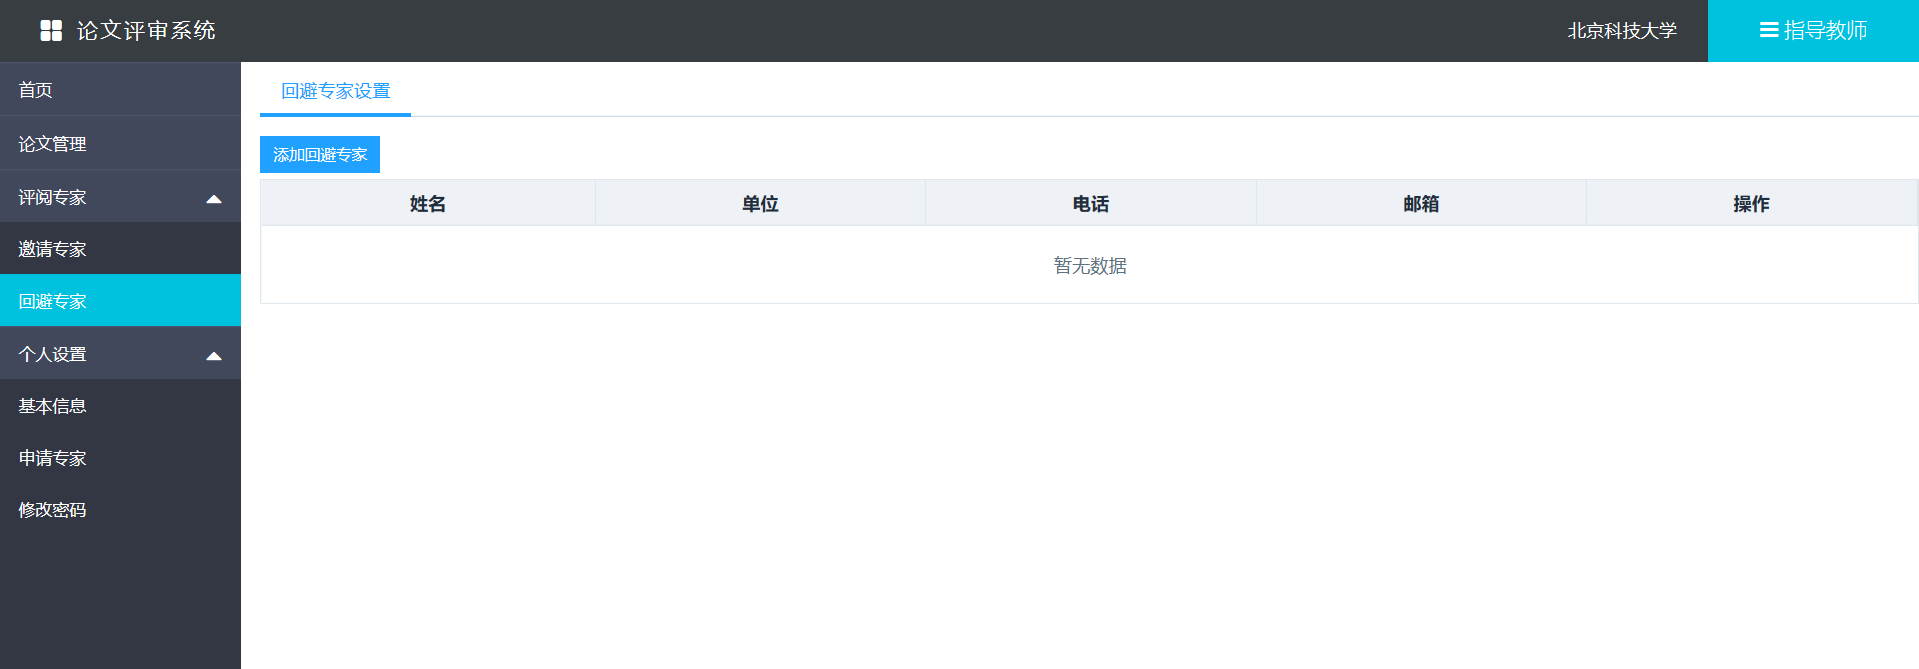 论文评审系统
北京科技大学
指导教师
首页
论文管理
评阅专家
邀请专家
回避专家
个人设置
基本信息
申请专家
修改密码
回避专家设置
添加回避专家
姓名 单位 电话 邮箱 操作
暂无数据